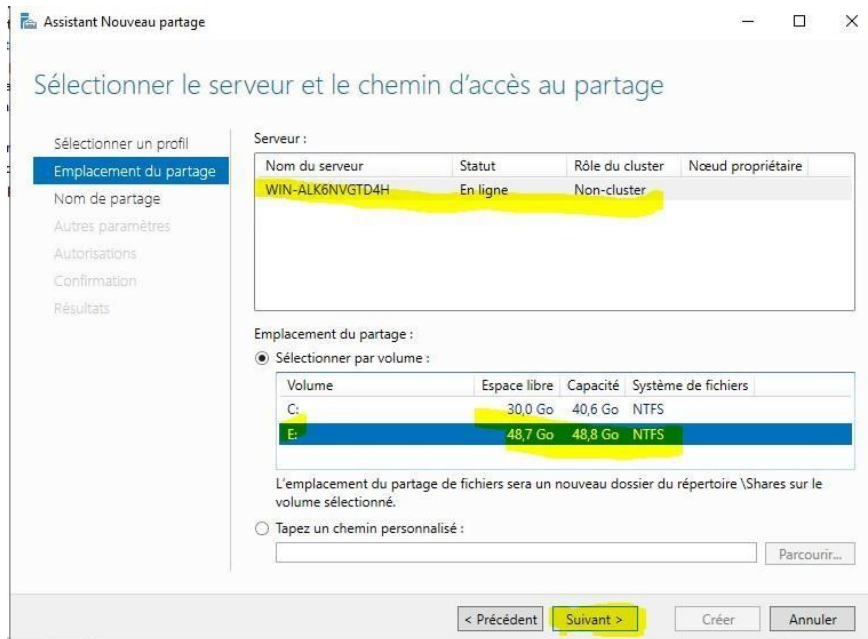 Assistant Nouveau partage
Sélectionner le serveur et le chemin d'accès au partage
Sélectionner un profil
Emplacement du partage
Nom de partage
Autres paramètres
Autorisations
Confirmation
Résultats
Serveur :
Nom du serveur Statut Rôle du cluster Nœud propriétaire
WIN-ALK6NVGTD4H En ligne Non-cluster
Emplacement du partage :
Sélectionner par volume :
Volume Espace libre Capacité Système de fichiers
C: 30,0 Go 40,6 Go NTFS
E: 48,7 Go 48,8 Go NTFS
L'emplacement du partage de fichiers sera un nouveau dossier du répertoire \Shares sur le
volume sélectionné.
Tapez un chemin personnalisé :
Parcourir...
< Précédent Suivant > Créer Annuler